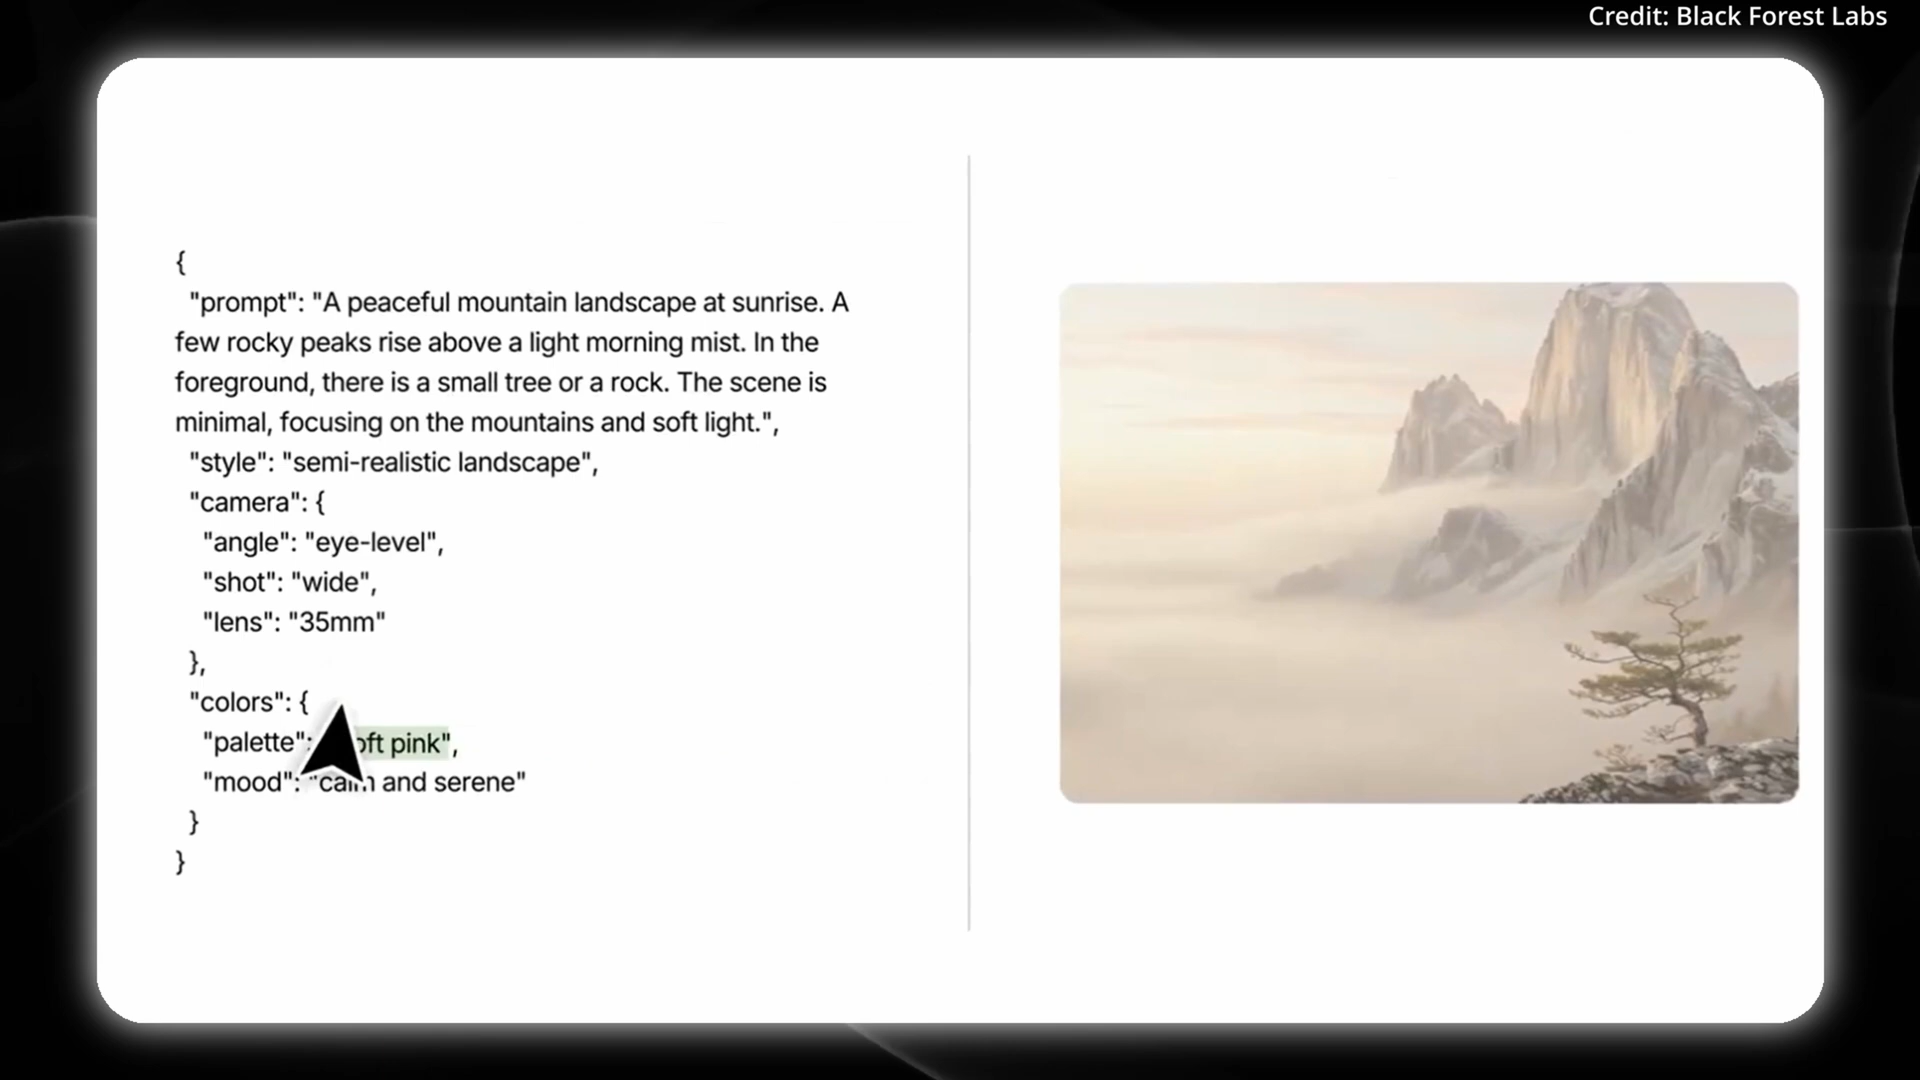 Credit: Black Forest Labs
{
"prompt": "A peaceful mountain landscape at sunrise. A
few rocky peaks rise above a light morning mist. In the
foreground, there is a small tree or a rock. The scene is
minimal, focusing on the mountains and soft light.",
"style": "semi-realistic landscape",
"camera": {
"angle": "eye-level",
"shot": "wide",
"lens": "35mm"
},
"colors": {
"palette": pink",
"mood": "calm and serene"
}
}